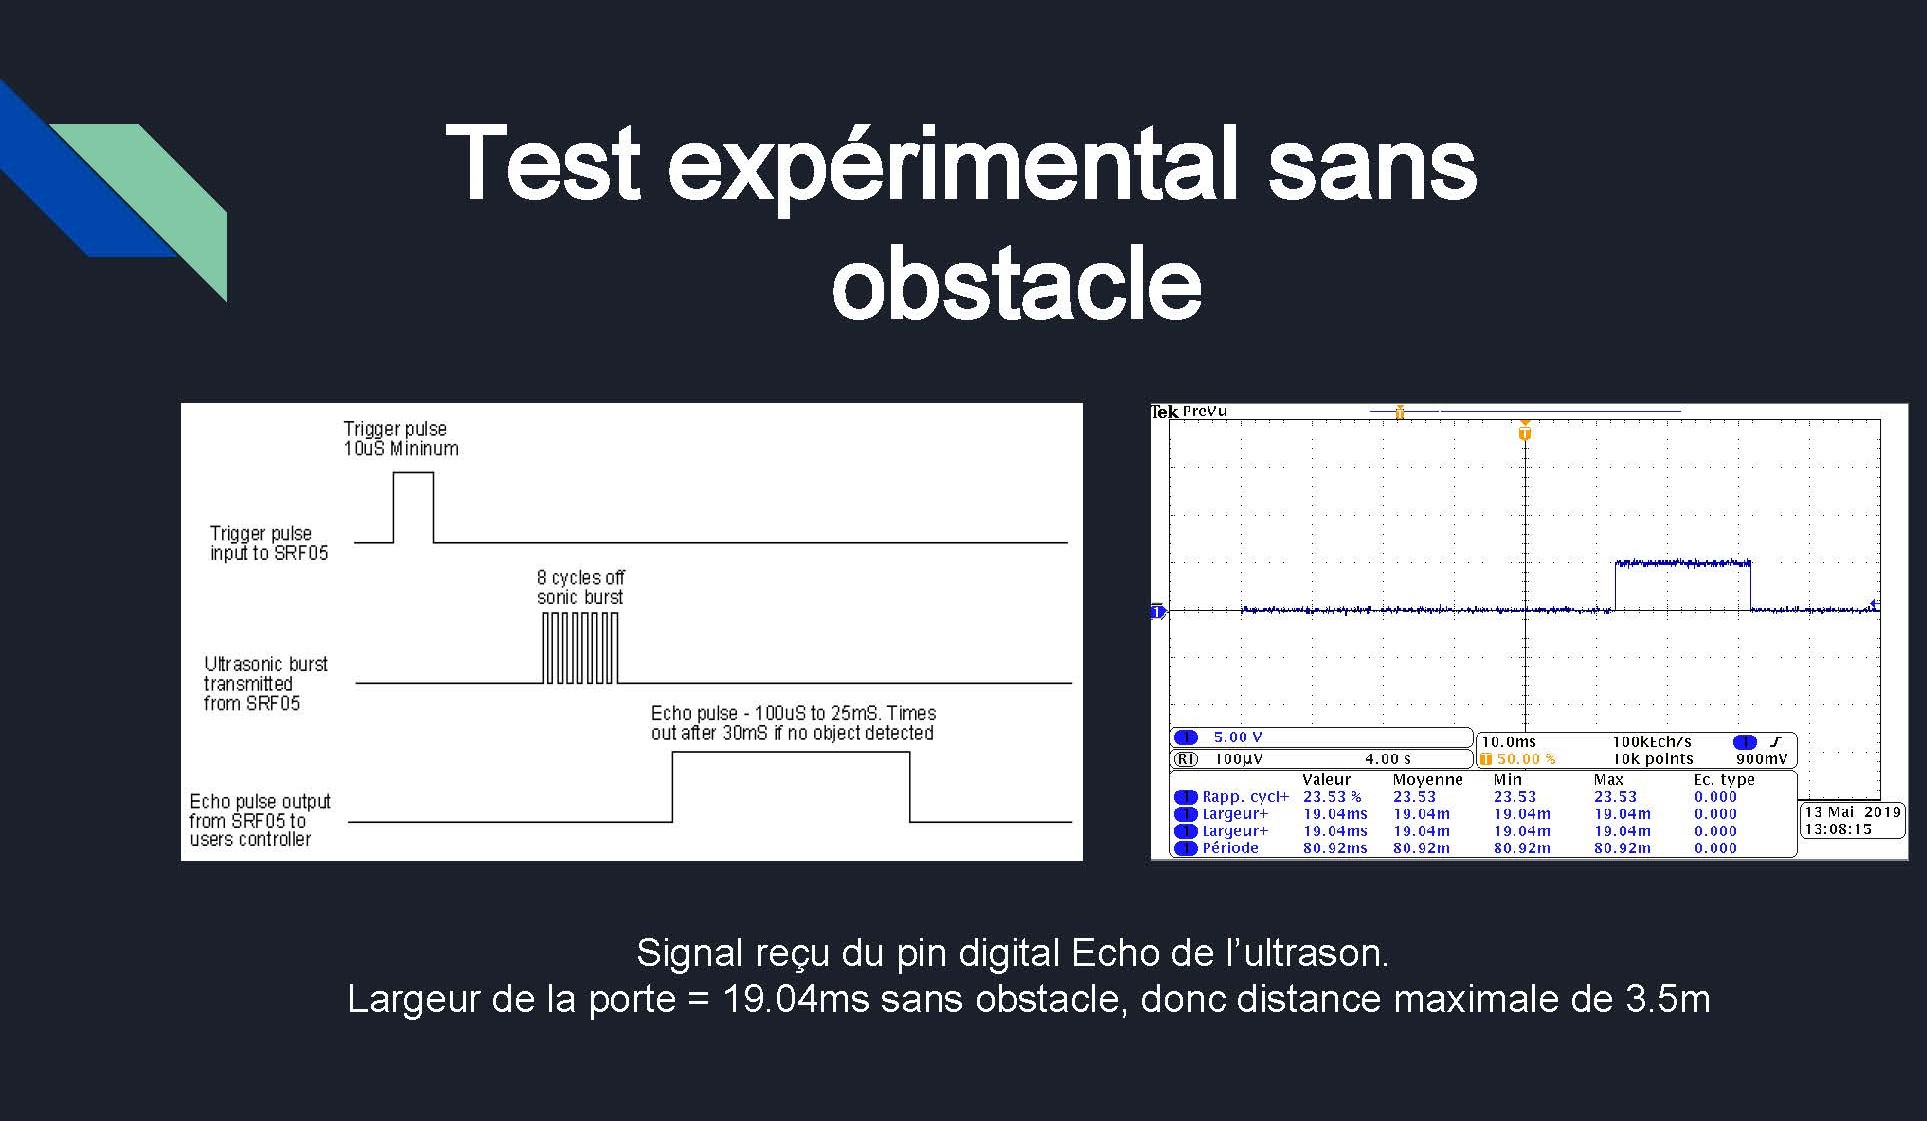 Test expérimental sans
obstacle
Trigger pulse
10uS Mininum
Trigger pulse
input to SRF05
8 cycles off
sonic burst
Ultrasonic burst
transmitted
from SRF05
Echo pulse - 100uS to 25mS. Times
out after 30mS if no object detected
Echo pulse output
from SRF05 to
users controller
Tek PreVu
T
T
1
1 5.00 V
R1 100µV 4.00 s
10.0ms 100kEch/s 1
T 50.00 % 10k points 900mV
Valeur Moyenne Min Max Ec. type
1 Rapp. cycl+ 23.53 % 23.53 23.53 23.53 0.000
1 Largeur+ 19.04ms 19.04m 19.04m 19.04m 0.000
1 Largeur+ 19.04ms 19.04m 19.04m 19.04m 0.000
1 Période 80.92ms 80.92m 80.92m 80.92m 0.000
13 Mai 2019
13:08:15
Signal reçu du pin digital Echo de l’ultrason.
Largeur de la porte = 19.04ms sans obstacle, donc distance maximale de 3.5m